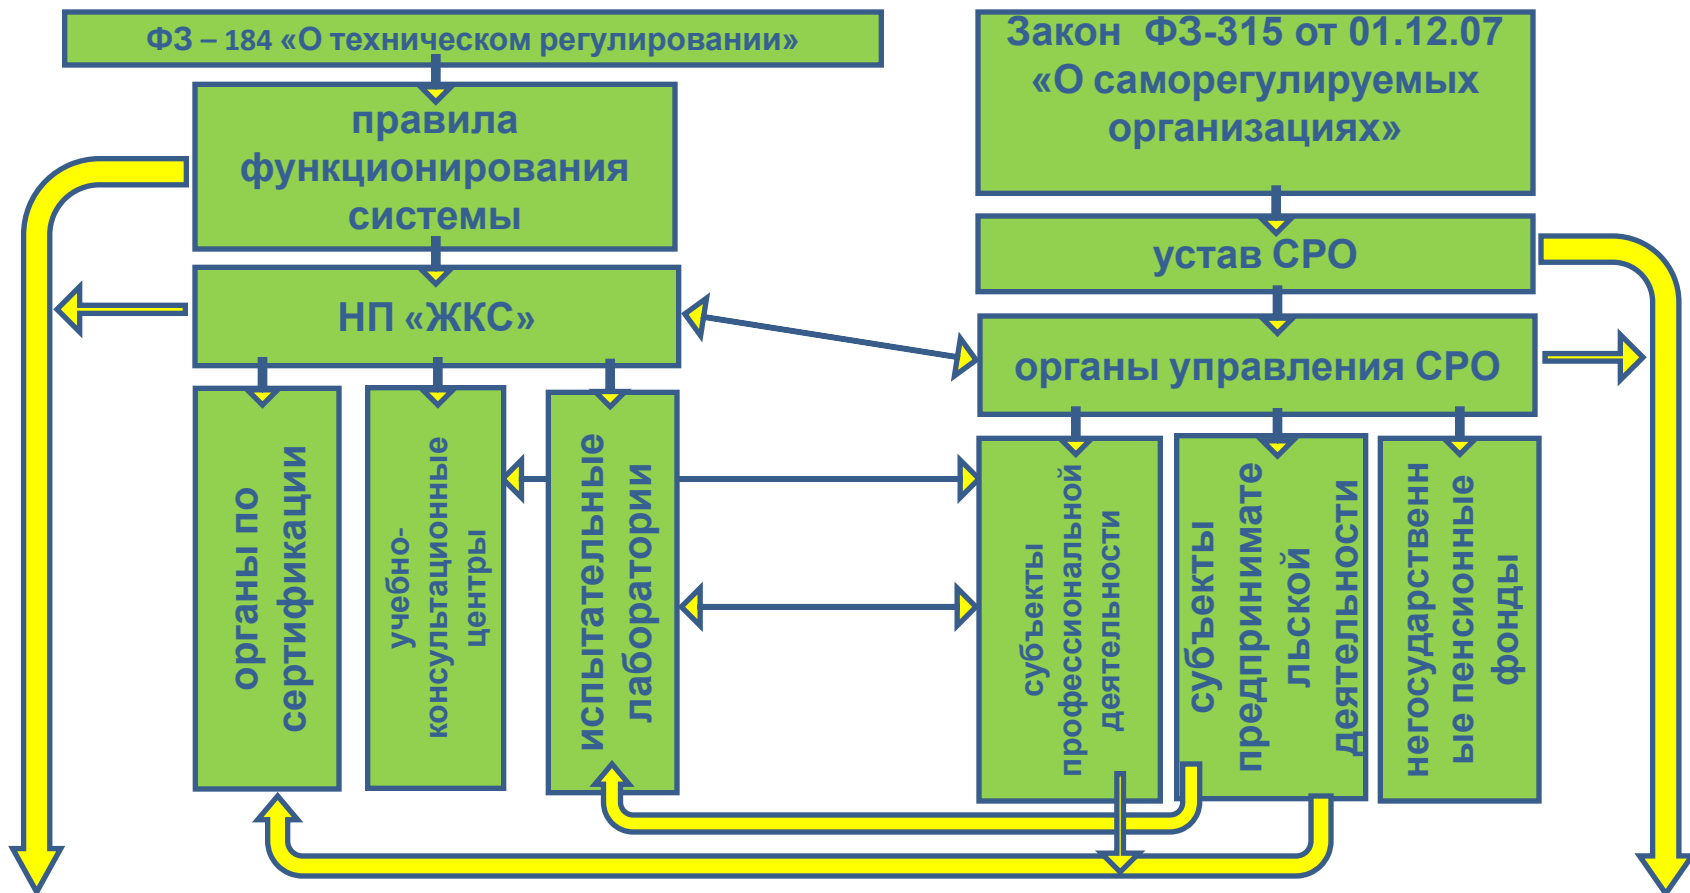 ФЗ – 184 «О техническом регулировании»
правила
функционирования
системы
НП «ЖКС»
органы по
сертификации
учебно-
консультационные
центры
испытательные
лаборатории
Закон ФЗ-315 от 01.12.07
«О саморегулируемых
организациях»
устав СРО
органы управления СРО
субъекты
профессиональной
деятельности
субъекты
предпринимате
льской
деятельности
негосударственн
ые пенсионные
фонды